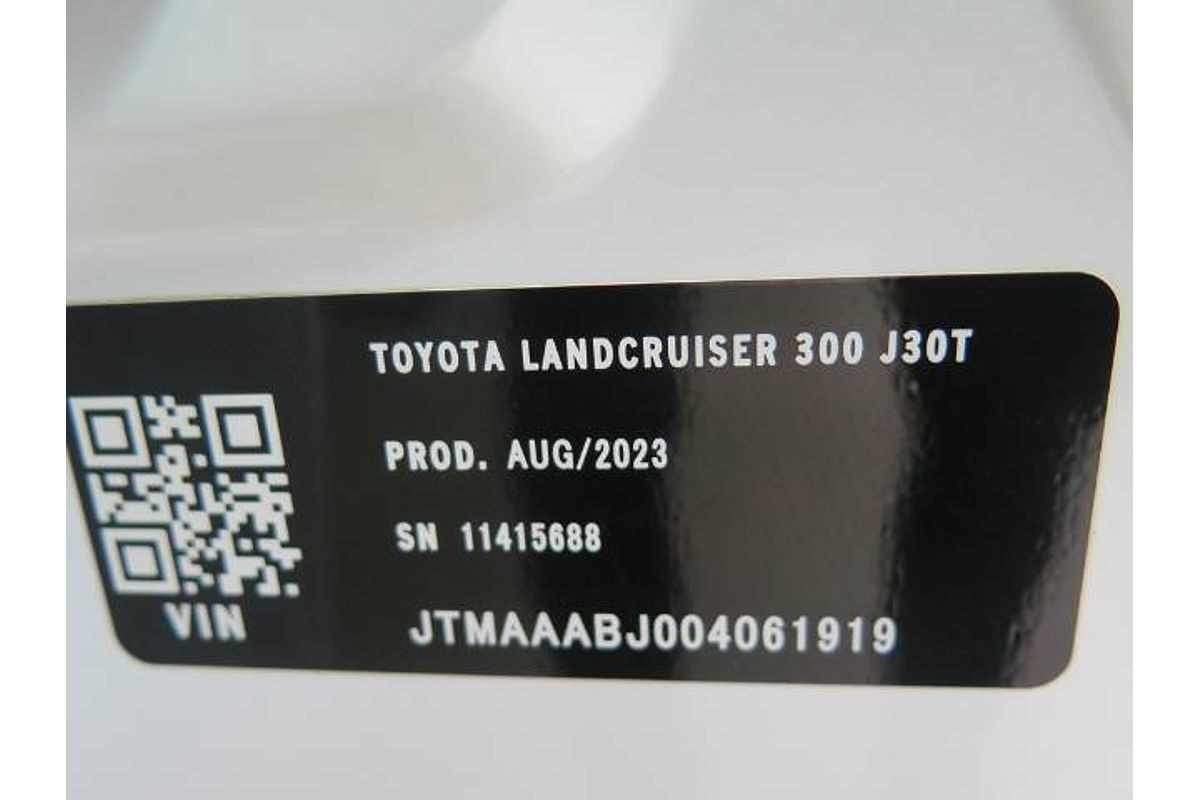 TOYOTA LANDCRUISER 300 J30T
PROD. AUG/2023
SN 11415688
VIN
JTMAAABJ004061919